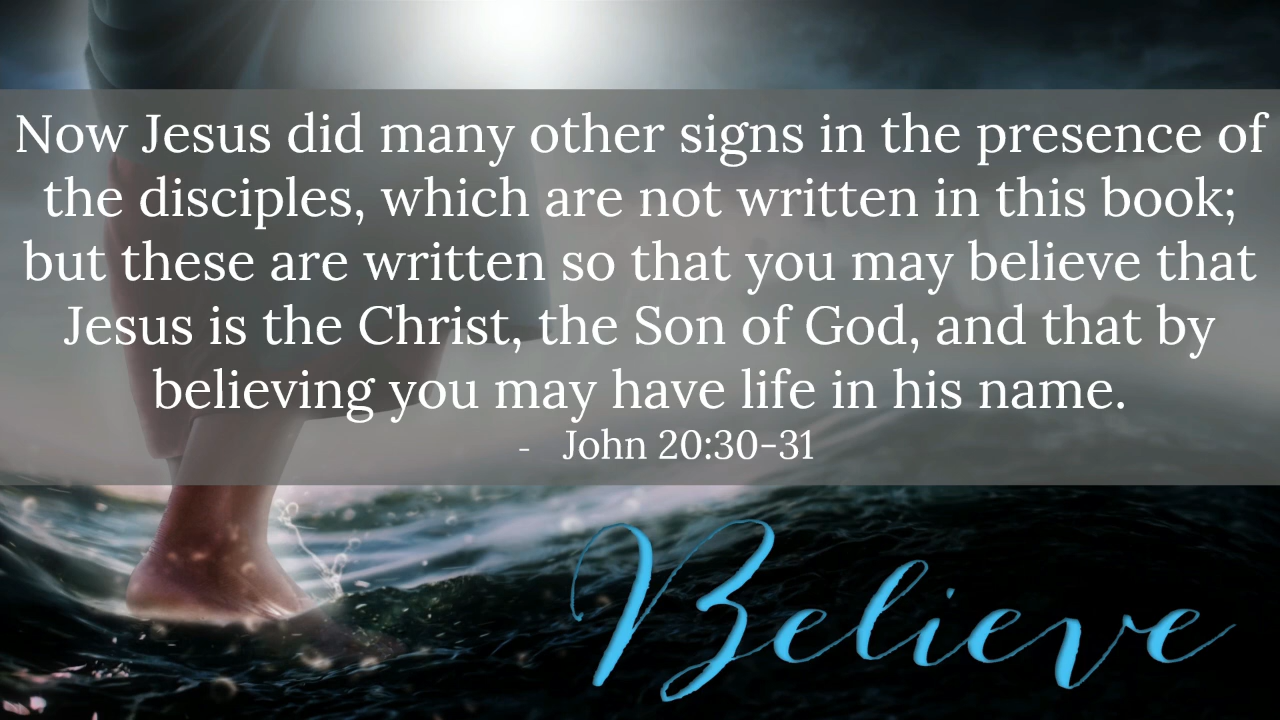 Now Jesus did many other signs in the presence of
the disciples, which are not written in this book;
but these are written so that you may believe that
Jesus is the Christ, the Son of God, and that by
believing you may have life in his name.
- John 20:30-31
Believe